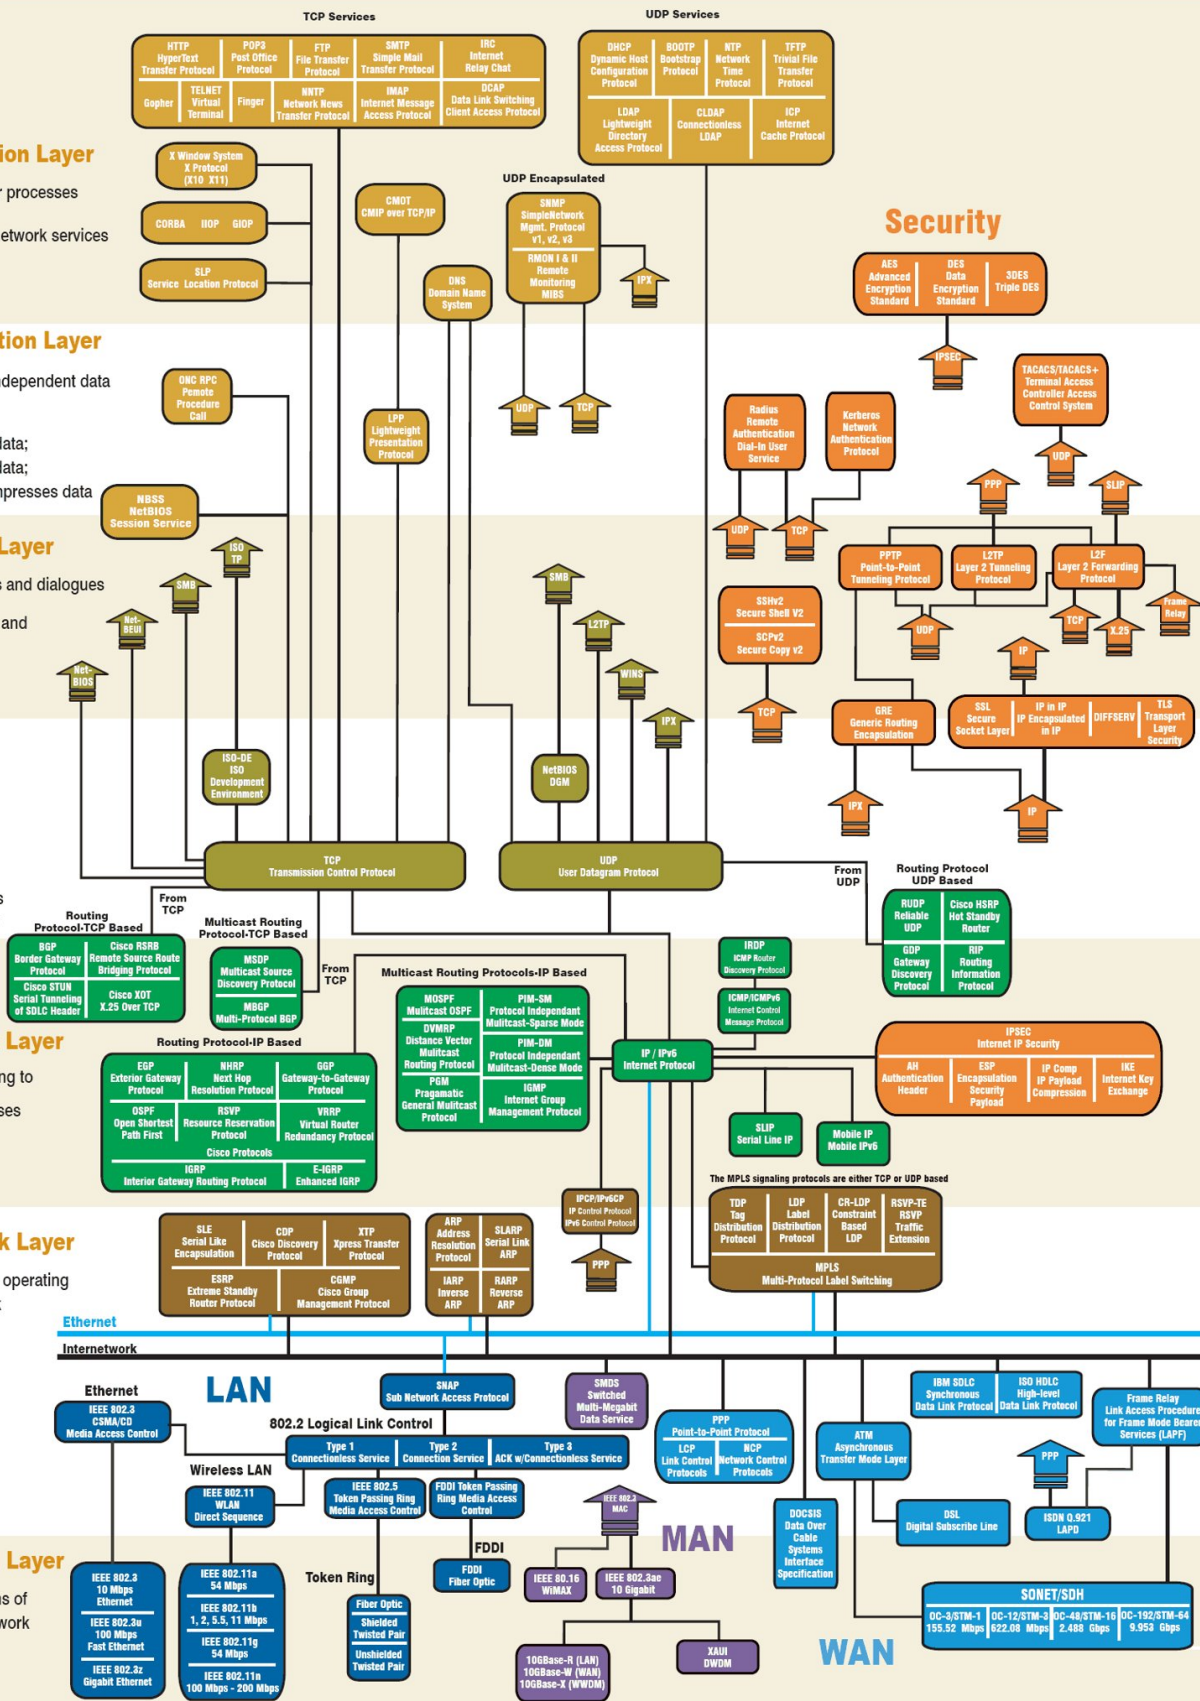 TCP Services
HTTP
HyperText
Transfer Protocol
POP3
Post Office
Protocol
FTP
File Transfer
Protocol
SMTP
Simple Mail
Transfer Protocol
IRC
Internet
Relay Chat
Gopher
TELNET
Virtual
Terminal
Finger
NNTP
Network News
Transfer Protocol
IMAP
Internet Message
Access Protocol
DCAP
Data Link Switching
Client Access Protocol
UDP Services
DHCP
Dynamic Host
Configuration
Protocol
BOOTP
Bootstrap
Protocol
NTP
Network
Time
Protocol
TFTP
Trivial File
Transfer
Protocol
LDAP
Lightweight
Directory
Access Protocol
CLDAP
Connectionless
LDAP
ICP
Internet
Cache Protocol
ion Layer
r processes
etwork services
X Window System
X Protocol
(X10 X11)
CORBA IIOP GIOP
SLP
Service Location Protocol
CMOT
CMIP over TCP/IP
DNS
Domain Name
System
UDP Encapsulated
SNMP
SimpleNetwork
Mgmt. Protocol
v1, v2, v3
RMON I & II
Remote
Monitoring
MIBS
IPX
UDP
TCP
Security
AES
Advanced
Encryption
Standard
DES
Data
Encryption
Standard
3DES
Triple DES
IPSEC
TACACS/TACACS+
Terminal Access
Controller Access
Control System
UDP
Radius
Remote
Authentication
Dial-In User
Service
Kerberos
Network
Authentication
Protocol
UDP
TCP
PPP
SLIP
PPTP
Point-to-Point
Tunneling Protocol
L2TP
Layer 2 Tunneling
Protocol
L2F
Layer 2 Forwarding
Protocol
UDP
TCP
X.25
Frame
Relay
SSHv2
Secure Shell V2
SCPv2
Secure Copy v2
TCP
IP
GRE
Generic Routing
Encapsulation
SSL
Secure
Socket Layer
IP in IP
IP Encapsulated
in IP
DIFFSERV
TLS
Transport
Layer
Security
IPX
IP
tion Layer
ndependent data
data;
data;
mpresses data
ONC RPC
Pemote
Procedure
Call
LPP
Lightweight
Presentation
Protocol
NBSS
NetBIOS
Session Service
Layer
s and dialogues
and
ISO
TP
SMB
Net-
BEUI
Net-
BIOS
SMB
L2TP
WINS
IPX
ISO-DE
ISO
Development
Environment
NetBIOS
DGM
TCP
Transmission Control Protocol
UDP
User Datagram Protocol
s
From
TCP
From
UDP
Routing
Protocol-TCP Based
BGP
Border Gateway
Protocol
Cisco RSRB
Remote Source Route
Bridging Protocol
Cisco STUN
Serial Tunneling
of SDLC Header
Cisco XOT
X.25 Over TCP
Multicast Routing
Protocol-TCP Based
MSDP
Multicast Source
Discovery Protocol
MBGP
Multi-Protocol BGP
From
TCP
Routing Protocol
UDP Based
RUDP
Reliable
UDP
Cisco HSRP
Hot Standby
Router
GDP
Gateway
Discovery
Protocol
RIP
Routing
Information
Protocol
Multicast Routing Protocols-IP Based
MOSPF
Mulitcast OSPF
PIM-SM
Protocol Independant
Mulitcast-Sparse Mode
DVMRP
Distance Vector
Mulitcast
Routing Protocol
PIM-DM
Protocol Independant
Mulitcast-Dense Mode
PGM
Pragamatic
General Mulitcast
Protocol
IGMP
Internet Group
Management Protocol
IRDP
ICMP Router
Discovery Protocol
ICMP/ICMPv6
Internet Control
Message Protocol
IP / IPv6
Internet Protocol
IPSEC
Internet IP Security
AH
Authentication
Header
ESP
Encapsulation
Security
Payload
IP Comp
IP Payload
Compression
IKE
Internet Key
Exchange
Layer
ng to
ses
Routing Protocol-IP Based
EGP
Exterior Gateway
Protocol
NHRP
Next Hop
Resolution Protocol
GGP
Gateway-to-Gateway
Protocol
OSPF
Open Shortest
Path First
RSVP
Resource Reservation
Protocol
VRRP
Virtual Router
Redundancy Protocol
Cisco Protocols
IGRP
Interior Gateway Routing Protocol
E-IGRP
Enhanced IGRP
SLIP
Serial Line IP
Mobile IP
Mobile IPv6
The MPLS signaling protocols are either TCP or UDP based
TDP
Tag
Distribution
Protocol
LDP
Label
Distribution
Protocol
CR-LDP
Constraint
Based
LDP
RSVP-TE
RSVP
Traffic
Extension
MPLS
Multi-Protocol Label Switching
IPCP/IPv6CP
IP Control Protocol
IPv6 Control Protocol
PPP
k Layer
operating
SLE
Serial Like
Encapsulation
CDP
Cisco Discovery
Protocol
XTP
Xpress Transfer
Protocol
ESRP
Extreme Standby
Router Protocol
CGMP
Cisco Group
Management Protocol
ARP
Address
Resolution
Protocol
SLARP
Serial Link
ARP
IARP
Inverse
ARP
RARP
Reverse
ARP
Ethernet
Internetwork
LAN
Ethernet
IEEE 802.3
CSMA/CD
Media Access Control
SNAP
Sub Network Access Protocol
802.2 Logical Link Control
Type 1
Connectionless Service
Type 2
Connection Service
Type 3
ACK w/Connectionless Service
Wireless LAN
IEEE 802.11
WLAN
Direct Sequence
IEEE 802.5
Token Passing Ring
Media Access
Control
FDDI Token Passing
Ring Media Access
Control
FDDI
FDDI
Fiber Optic
Token Ring
Fiber Optic
Shielded
Twisted Pair
Unshielded
Twisted Pair
Layer
ns of
work
IEEE 802.3
10 Mbps
Ethernet
IEEE 802.3u
100 Mbps
Fast Ethernet
IEEE 802.3z
Gigabit Ethernet
IEEE 802.11a
54 Mbps
IEEE 802.11b
1, 2, 5.5, 11 Mbps
IEEE 802.11g
54 Mbps
IEEE 802.11n
100 Mbps - 200 Mbps
SMDS
Switched
Multi-Megabit
Data Service
IEEE 802.3
MAC
MAN
IEEE 80.16
WiMAX
IEEE 802.3ae
10 Gigabit
10GBase-R (LAN)
10GBase-W (WAN)
10GBase-X (WWDM)
XAUI
DWDM
PPP
Point-to-Point Protocol
LCP
Link Control
Protocols
NCP
Network Control
Protocols
DOCSIS
Data Over
Cable
Systems
Interface
Specification
ATM
Asynchronous
Transfer Mode Layer
DSL
Digital Subscribe Line
IBM SDLC
Synchronous
Data Link Protocol
ISO HDLC
High-level
Data Link Protocol
Frame Relay
Link Access Procedure
for Frame Mode Bearer
Services (LAPF)
PPP
ISDN Q.921
LAPD
SONET/SDH
OC-3/STM-1
155.52 Mbps
OC-12/STM-3
622.08 Mbps
OC-48/STM-16
2.488 Gbps
OC-192/STM-64
9.953 Gbps
WAN